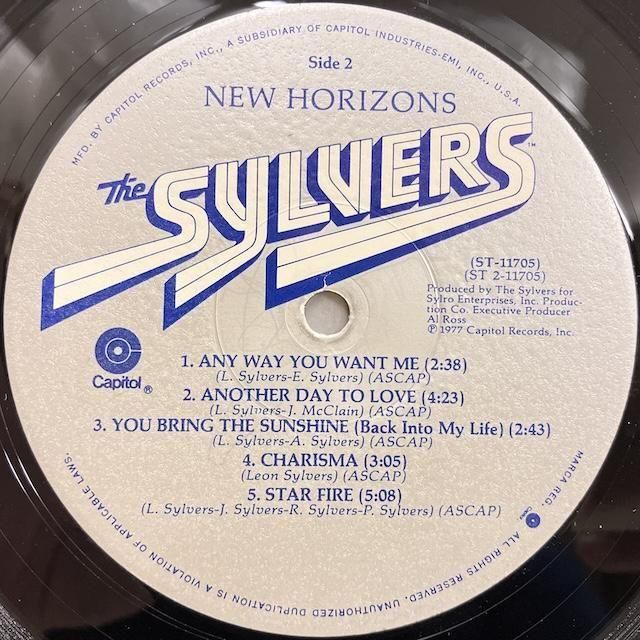 MFD. BY CAPITOL RECORDS, INC., A SUBSIDIARY OF CAPITOL INDUSTRIES-EMI, INC., U.S.A.
Side 2
NEW HORIZONS
The SYLVERS™
(ST-11705)
(ST 2-11705)
Produced by The Sylvers for
Sylro Enterprises, Inc. Produc-
tion Co. Executive Producer
Al Ross
℗ 1977 Capitol Records, Inc.
Capitol®
1. ANY WAY YOU WANT ME (2:38)
(L. Sylvers-E. Sylvers) (ASCAP)
2. ANOTHER DAY TO LOVE (4:23)
(L. Sylvers-J. McClain) (ASCAP)
3. YOU BRING THE SUNSHINE (Back Into My Life) (2:43)
(L. Sylvers-A. Sylvers) (ASCAP)
4. CHARISMA (3:05)
(Leon Sylvers) (ASCAP)
5. STAR FIRE (5:08)
(L. Sylvers-J. Sylvers-R. Sylvers-P. Sylvers) (ASCAP)
MARCA REG. Capitol ALL RIGHTS RESERVED. UNAUTHORIZED DUPLICATION IS A VIOLATION OF APPLICABLE LAWS.